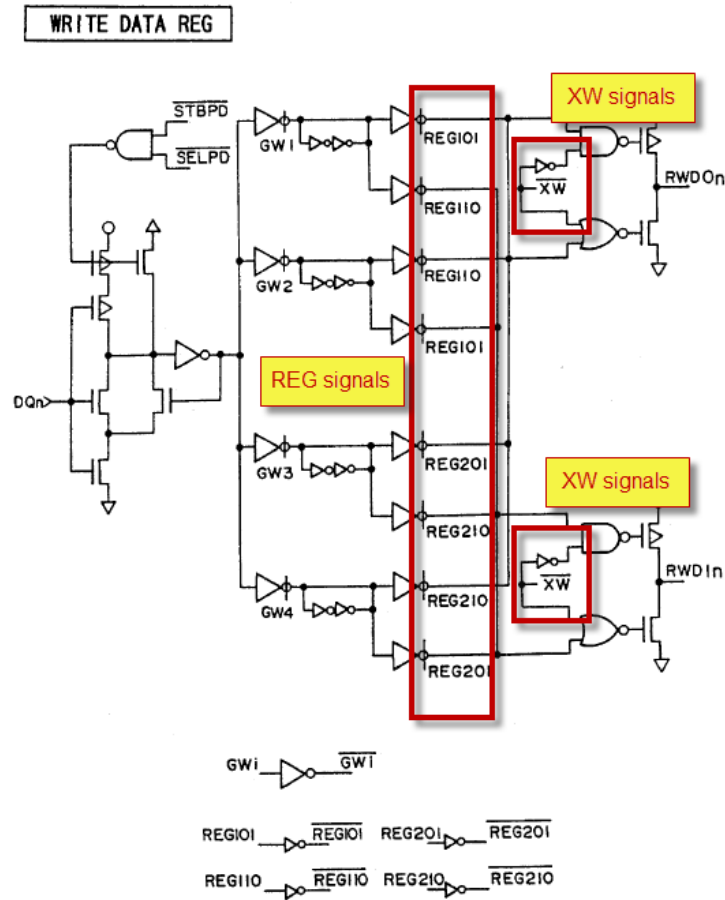 WRITE DATA REG
XW signals
STBPD
SELPD
GW1
REG101
XW
RWD0n
REG110
GW2
REG110
REG101
REG signals
DQn
GW3
REG201
XW signals
REG210
GW4
REG210
XW
RWD1n
REG201
GWi GWi
REG101 REG101 REG201 REG201
REG110 REG110 REG210 REG210